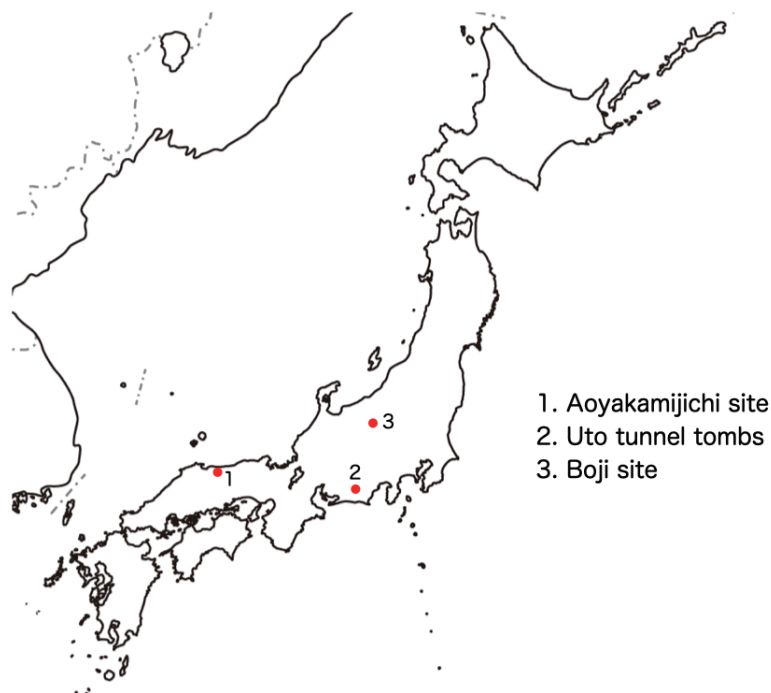 3
1
2
1. Aoyakamijichi site
2. Uto tunnel tombs
3. Boji site